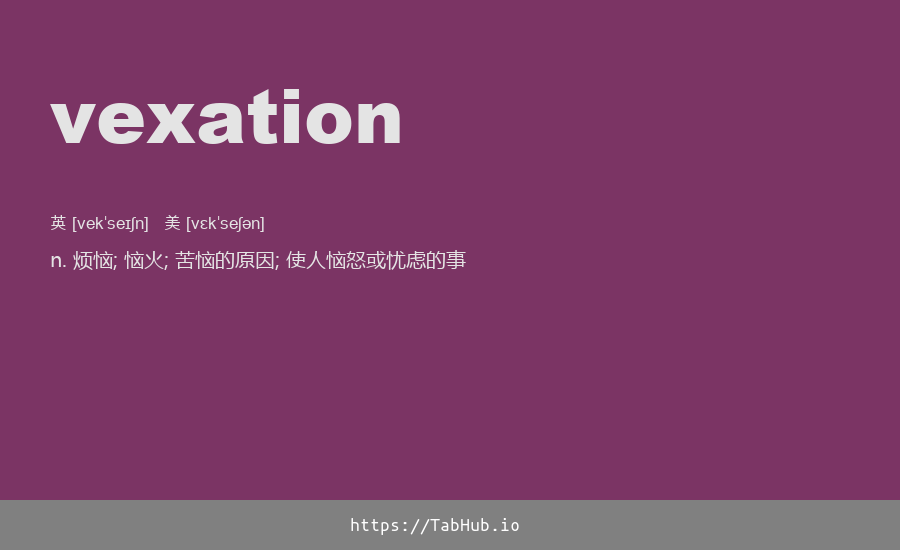 vexation
英 [vekˈseɪʃn] 美 [vɛkˈseʃən]
n. 烦恼; 恼火; 苦恼的原因; 使人恼怒或忧虑的事
https://TabHub.io